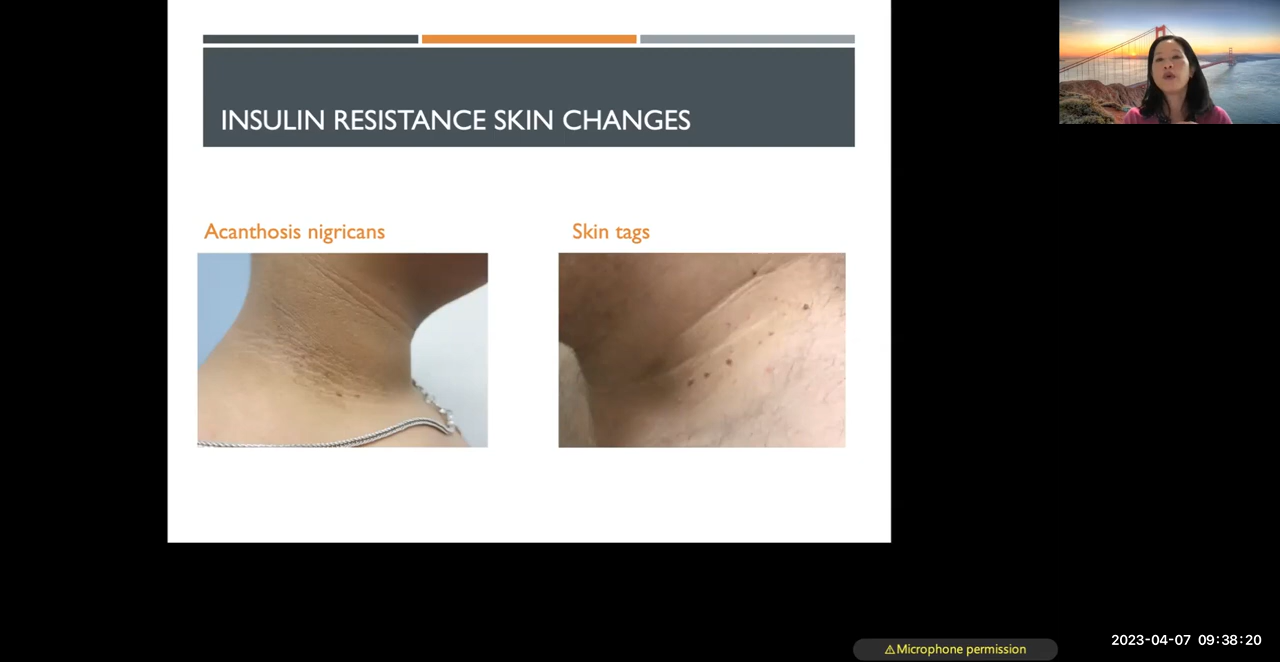 INSULIN RESISTANCE SKIN CHANGES
Acanthosis nigricans
Skin tags
⚠Microphone permission
2023-04-07 09:38:20